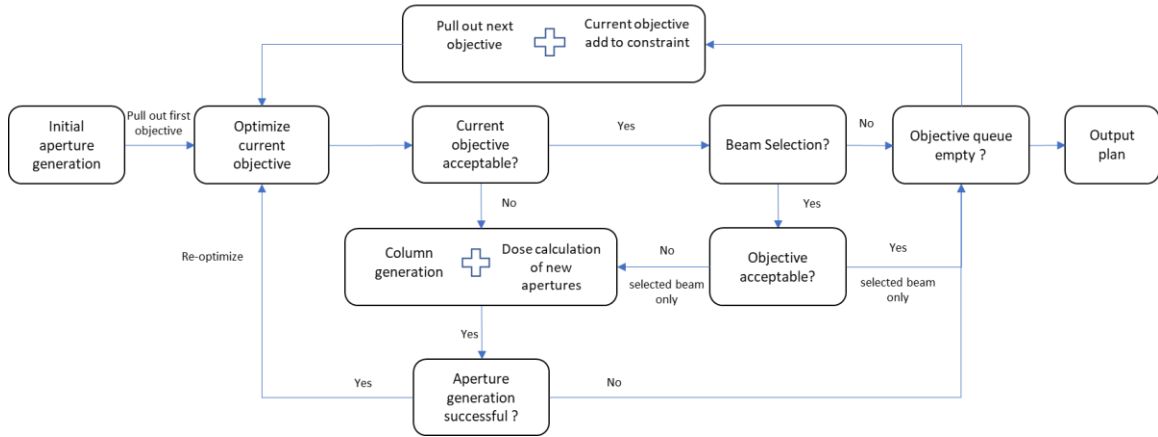 Pull out next
objective
Current objective
add to constraint
Initial
aperture
generation
Pull out first
objective
Optimize
current
objective
Current
objective
acceptable?
Yes
Beam Selection?
No
Objective queue
empty ?
Output
plan
No
Yes
Re-optimize
Column
generation
Dose calculation
of new
apertures
No
selected beam
only
Objective
acceptable?
Yes
selected beam
only
Yes
Yes
Aperture
generation
successful ?
No